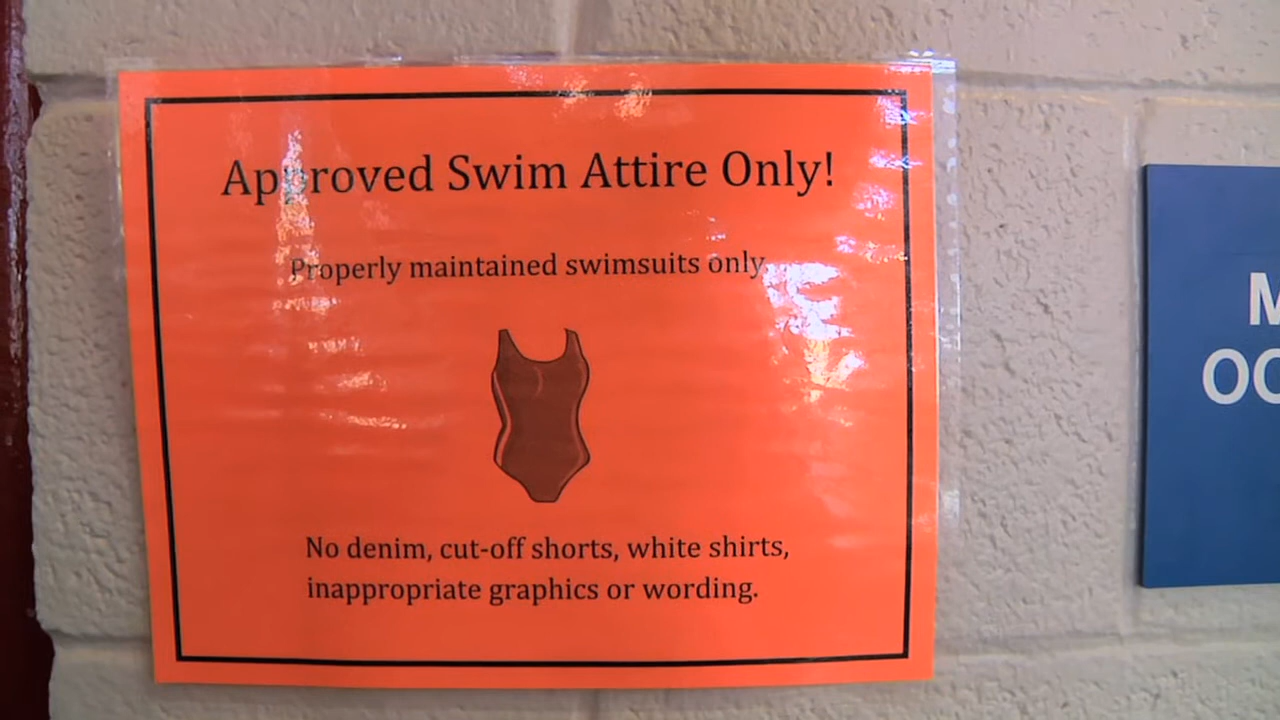 Approved Swim Attire Only!
Properly maintained swimsuits only.
No denim, cut-off shorts, white shirts,
inappropriate graphics or wording.